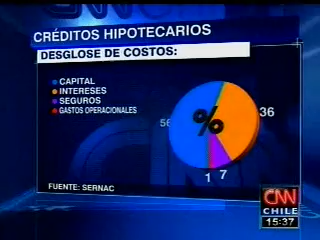 CNN
CRÉDITOS HIPOTECARIOS
DESGLOSE DE COSTOS:
CAPITAL
INTERESES
SEGUROS
GASTOS OPERACIONALES
%
56
36
1
7
FUENTE: SERNAC
CNN
CHILE
15:37